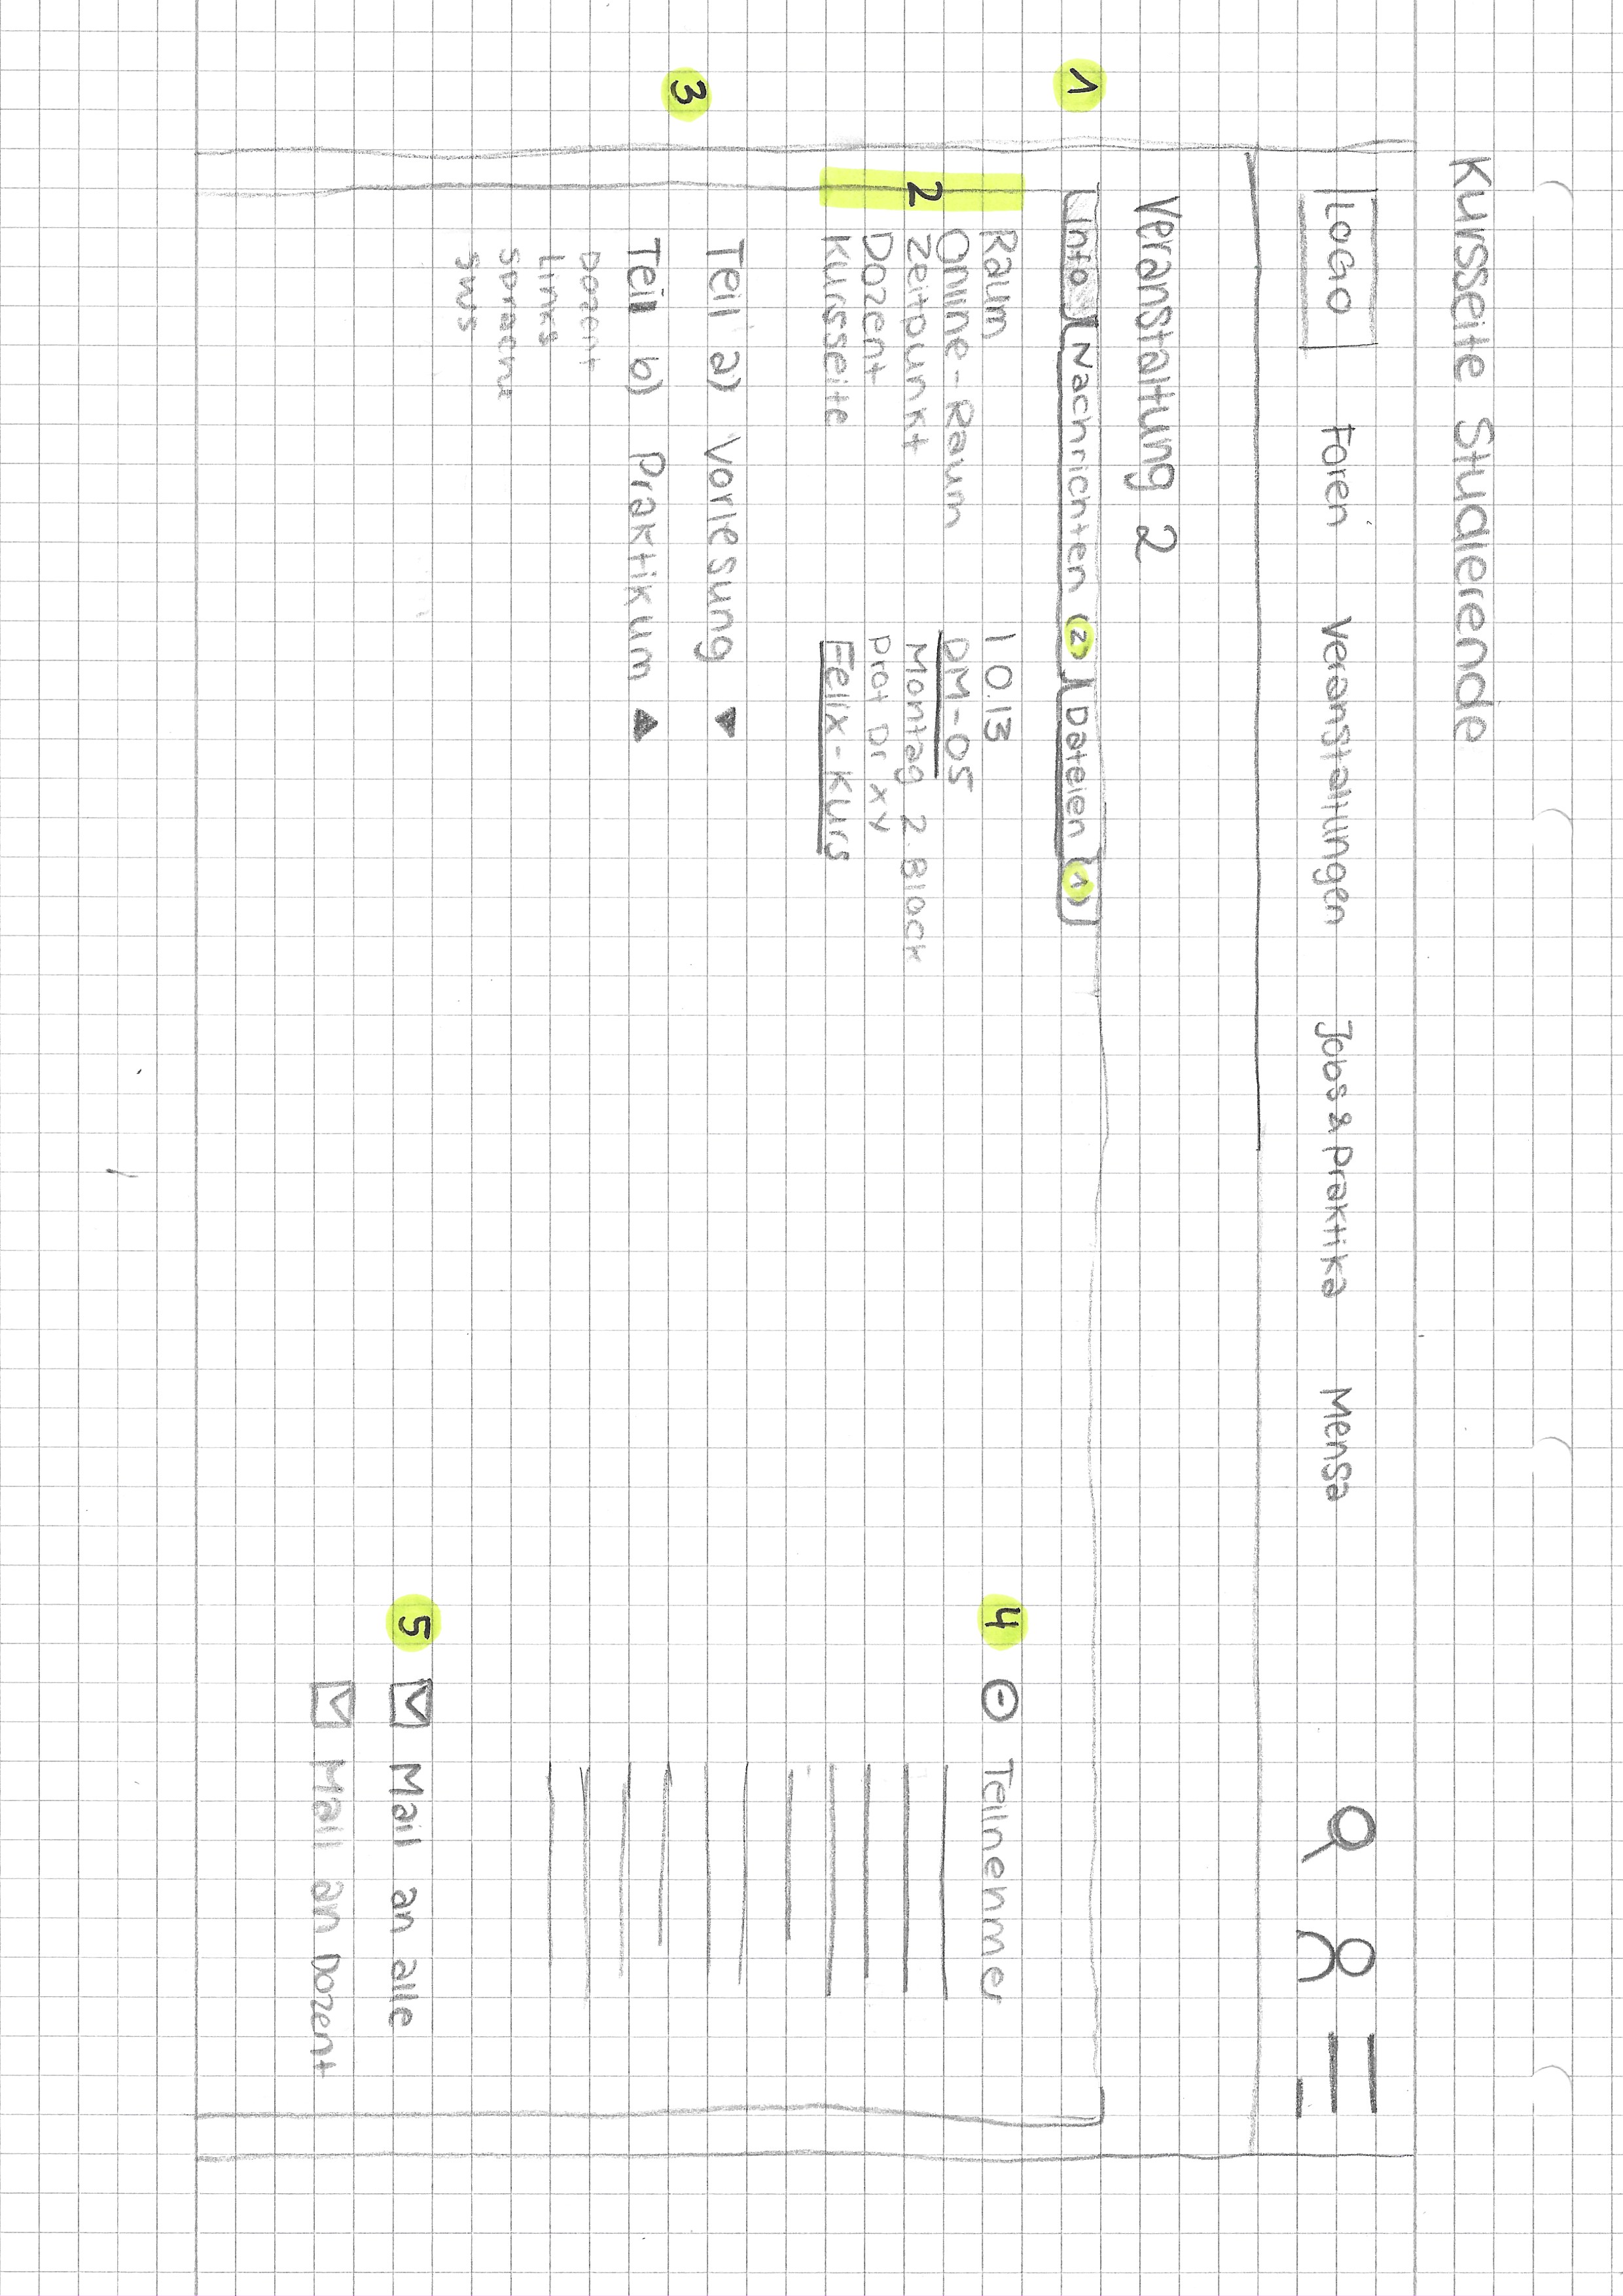 Kursseite Studierende
LOGO Foren Veranstaltungen Jobs & Praktika Mensa
Veranstaltung 2
1 Info Nachrichten (2) Dateien (1)
Raum I 0.13
Online-Raum DM-05
2 Zeitpunkt Montag 2. Block
Dozent Prof Dr XY
Kursseite Felix-Kurs
3
Teil a) Vorlesung
Teil b) Praktikum
Dozent
Links
Sprache
SWS
4 Teilnehmer
5 Mail an alle
Mail an Dozent